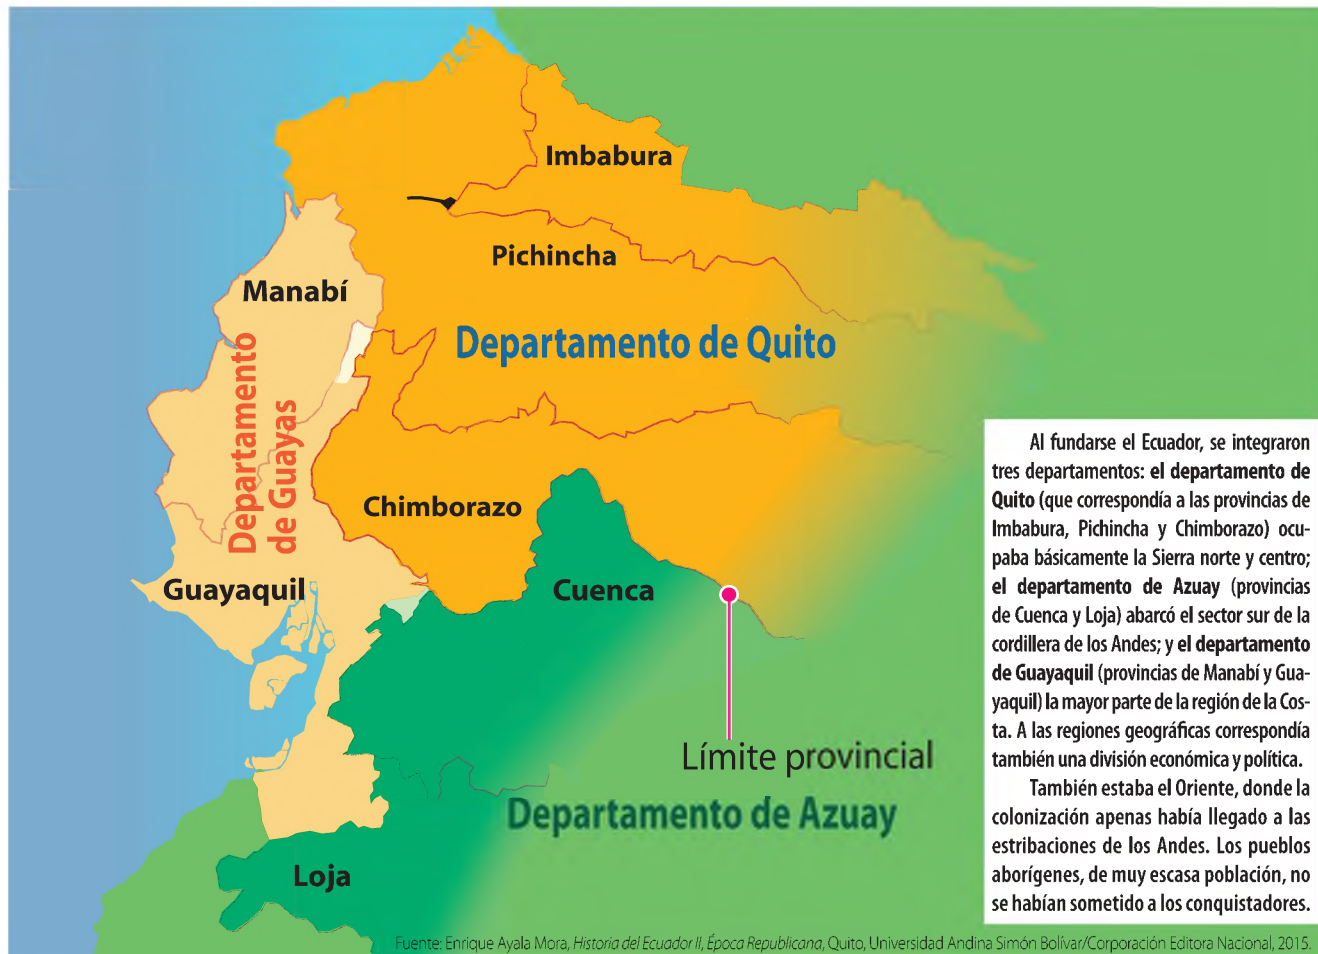 Imbabura
Pichincha
Manabí
Departamento de Quito
Departamento
de Guayas
Chimborazo
Guayaquil
Cuenca
Límite provincial
Departamento de Azuay
Loja
Al fundarse el Ecuador, se integraron
tres departamentos: el departamento de
Quito (que correspondía a las provincias de
Imbabura, Pichincha y Chimborazo) ocu-
paba básicamente la Sierra norte y centro;
el departamento de Azuay (provincias
de Cuenca y Loja) abarcó el sector sur de la
cordillera de los Andes; y el departamento
de Guayaquil (provincias de Manabí y Gua-
yaquil) la mayor parte de la región de la Cos-
ta. A las regiones geográficas correspondía
también una división económica y política.
También estaba el Oriente, donde la
colonización apenas había llegado a las
estribaciones de los Andes. Los pueblos
aborígenes, de muy escasa población, no
se habían sometido a los conquistadores.
Fuente: Enrique Ayala Mora, Historia del Ecuador II, Época Republicana, Quito, Universidad Andina Simón Bolívar/Corporación Editora Nacional, 2015.